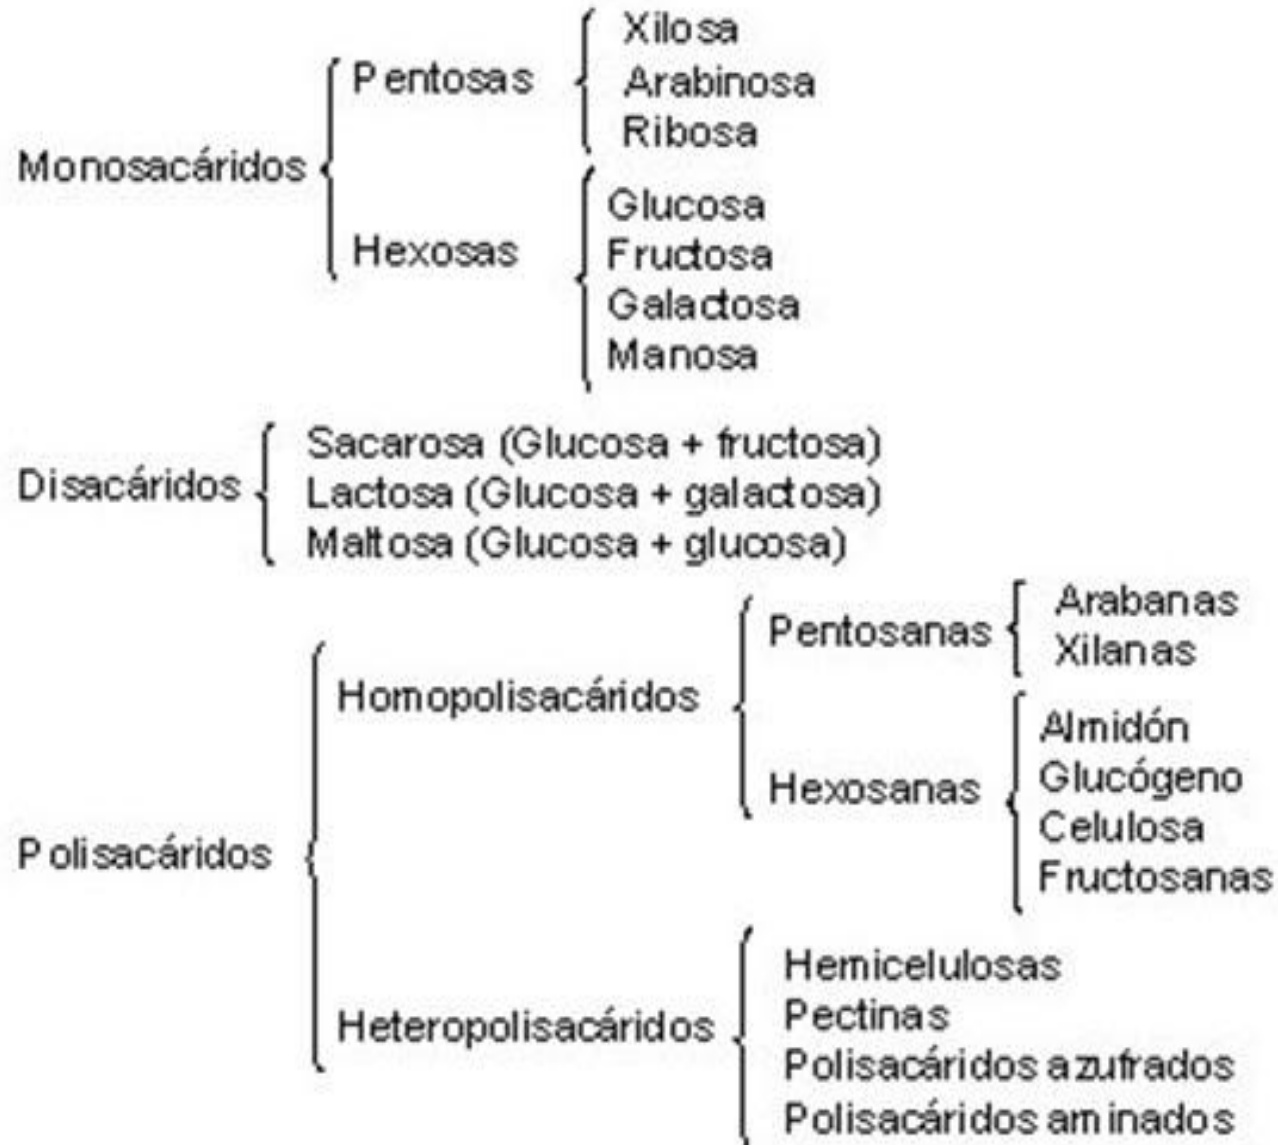 Monosacáridos
Pentosas
Xilosa
Arabinosa
Ribosa
Hexosas
Glucosa
Fructosa
Galactosa
Manosa
Disacáridos
Sacarosa (Glucosa + fructosa)
Lactosa (Glucosa + galactosa)
Maltosa (Glucosa + glucosa)
Polisacáridos
Homopolisacáridos
Pentosanas
Arabanas
Xilanas
Hexosanas
Almidón
Glucógeno
Celulosa
Fructosanas
Heteropolisacáridos
Hemicelulosas
Pectinas
Polisacáridos azufrados
Polisacáridos aminados